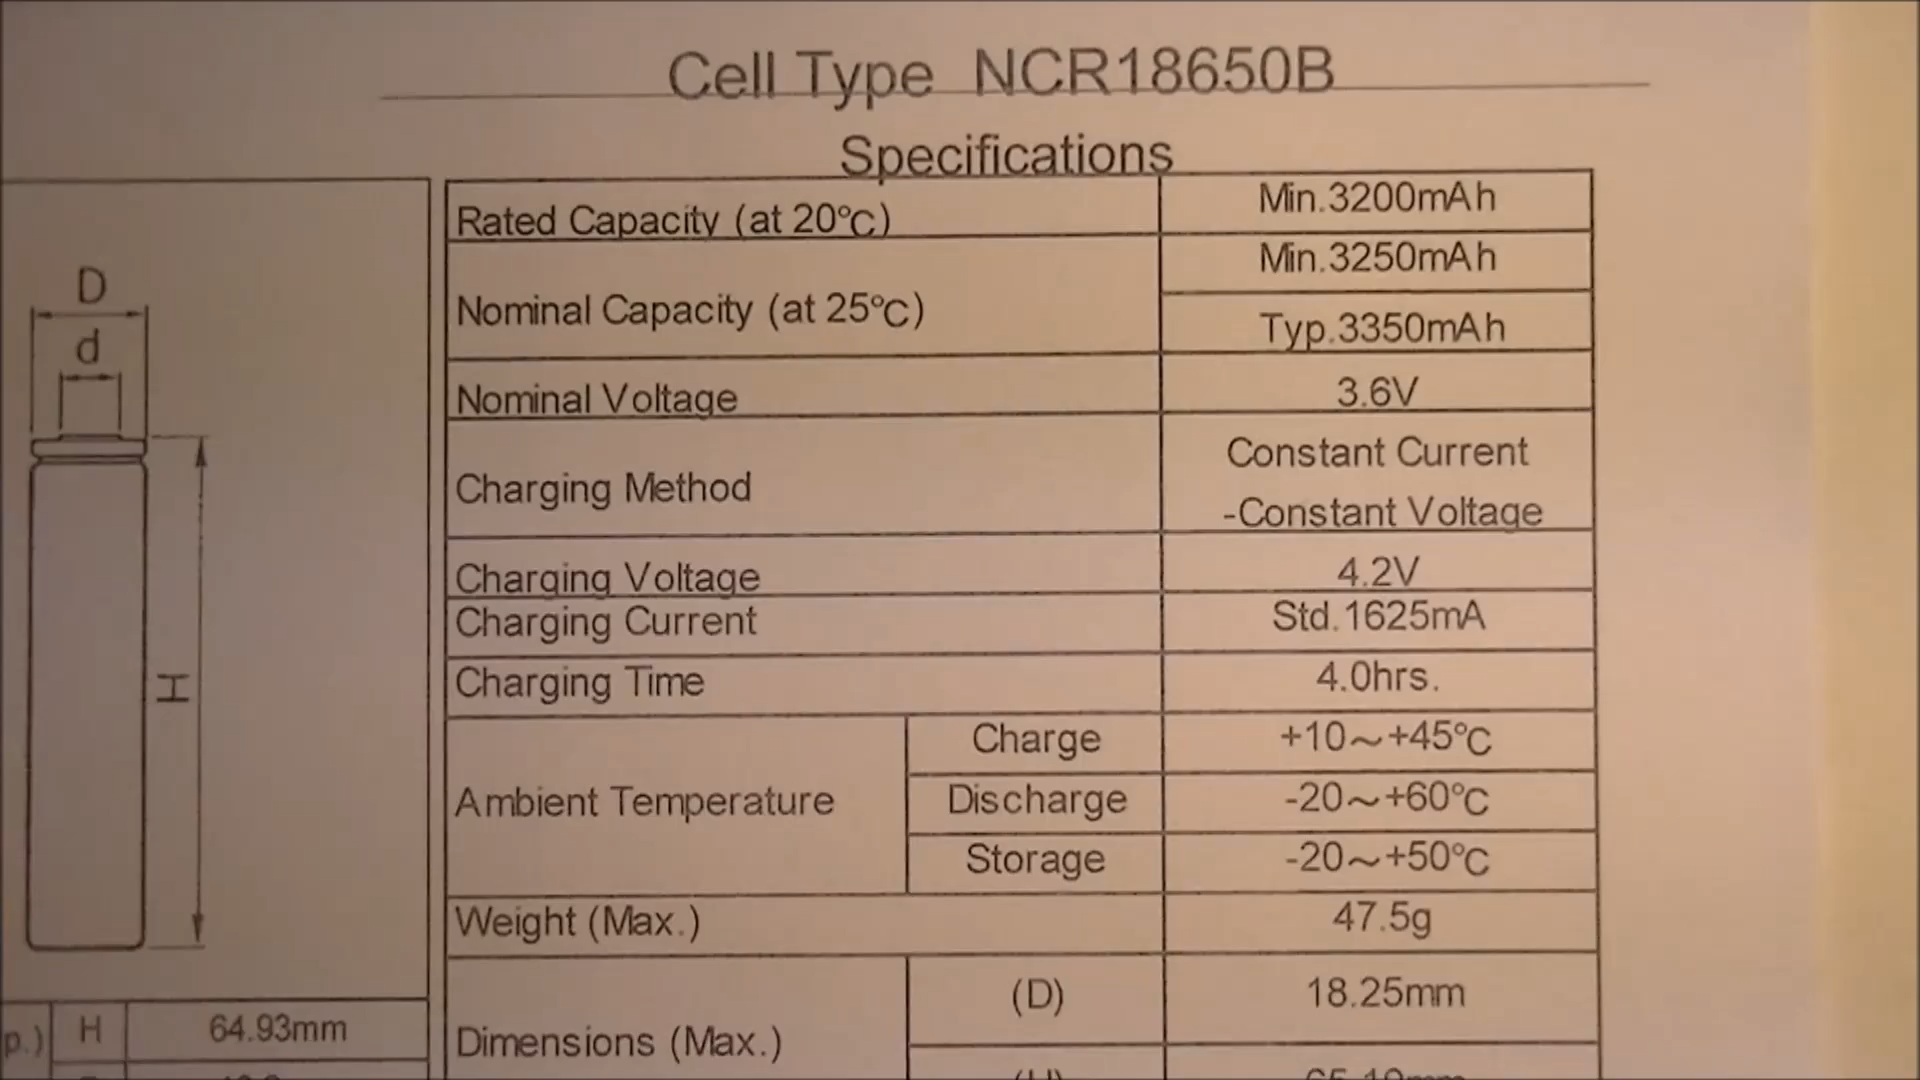 Cell Type NCR18650B
Specifications
D
d
H
Rated Capacity (at 20℃) Min.3200mAh
Nominal Capacity (at 25℃) Min.3250mAh
Typ.3350mAh
Nominal Voltage 3.6V
Charging Method Constant Current
-Constant Voltage
Charging Voltage 4.2V
Charging Current Std.1625mA
Charging Time 4.0hrs.
Ambient Temperature Charge +10～+45℃
Discharge -20～+60℃
Storage -20～+50℃
Weight (Max.) 47.5g
Dimensions (Max.) (D) 18.25mm
p.) H 64.93mm